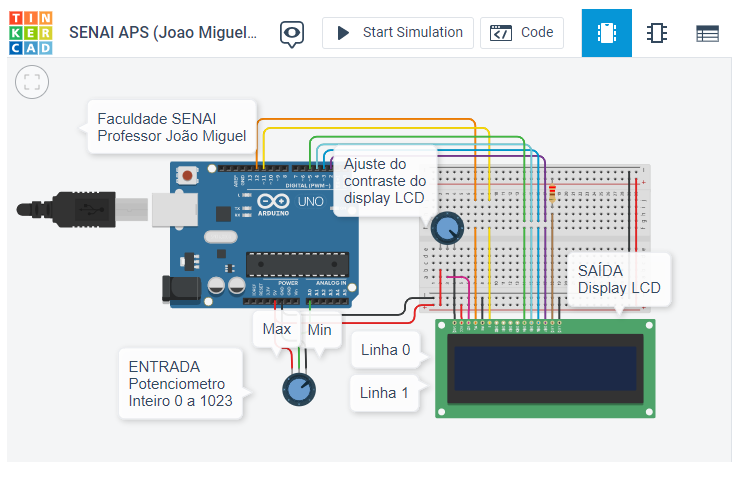 TIN
KER
CAD
SENAI APS (Joao Miguel...
Start Simulation
Code
Faculdade SENAI
Professor João Miguel
Ajuste do
contraste do
display LCD
DIGITAL (PWM~)
UNO
ARDUINO
POWER
ANALOG IN
SAÍDA
Display LCD
Max
Min
Linha 0
Linha 1
ENTRADA
Potenciometro
Inteiro 0 a 1023